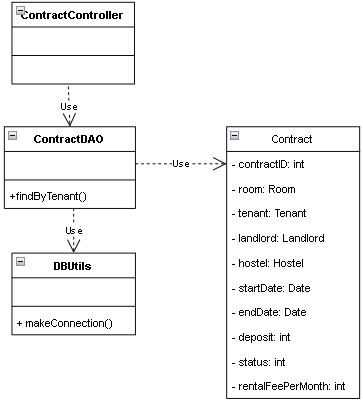 ContractController
Use
ContractDAO
+findByTenant()
Use
Use
DBUtils
+ makeConnection()
Contract
- contractID: int
- room: Room
- tenant: Tenant
- landlord: Landlord
- hostel: Hostel
- startDate: Date
- endDate: Date
- deposit: int
- status: int
- rentalFeePerMonth: int